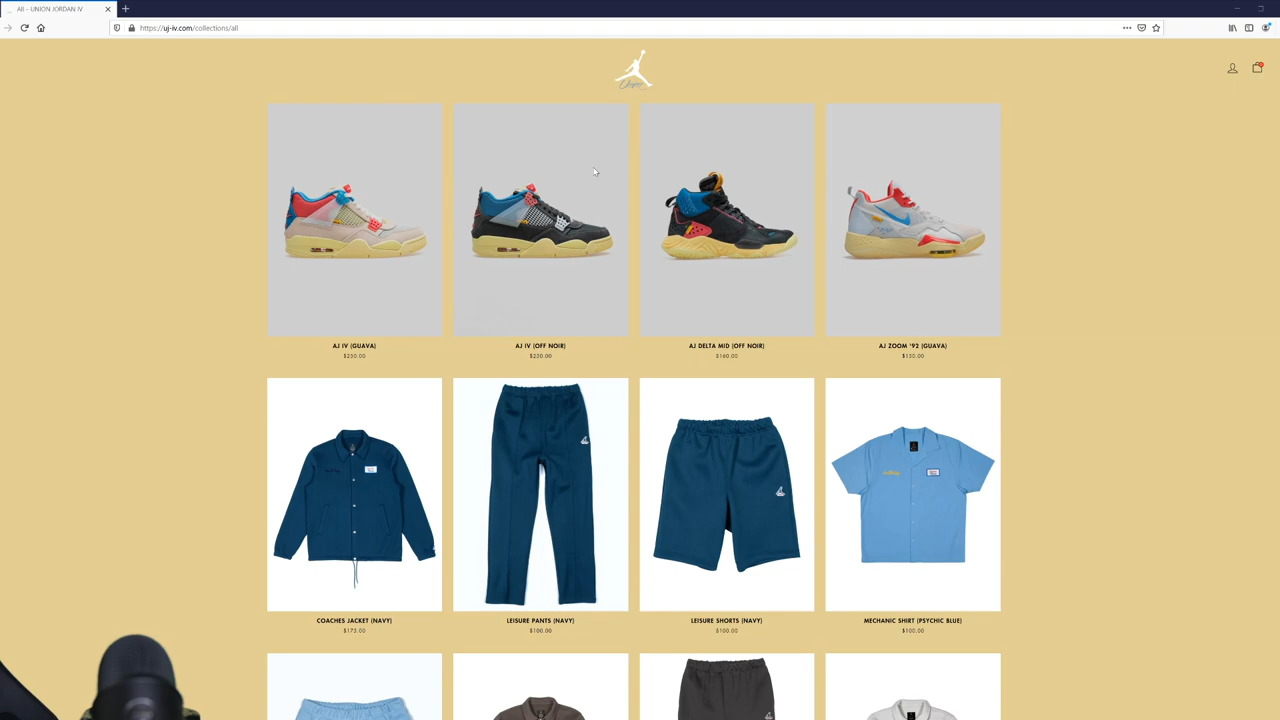 All – UNION JORDAN IV
https://uj-iv.com/collections/all
AJ IV (GUAVA)
$250.00
AJ IV (OFF NOIR)
$250.00
AJ DELTA MID (OFF NOIR)
$160.00
AJ ZOOM '92 (GUAVA)
$150.00
COACHES JACKET (NAVY)
$175.00
LEISURE PANTS (NAVY)
$100.00
LEISURE SHORTS (NAVY)
$100.00
MECHANIC SHIRT (PSYCHIC BLUE)
$100.00